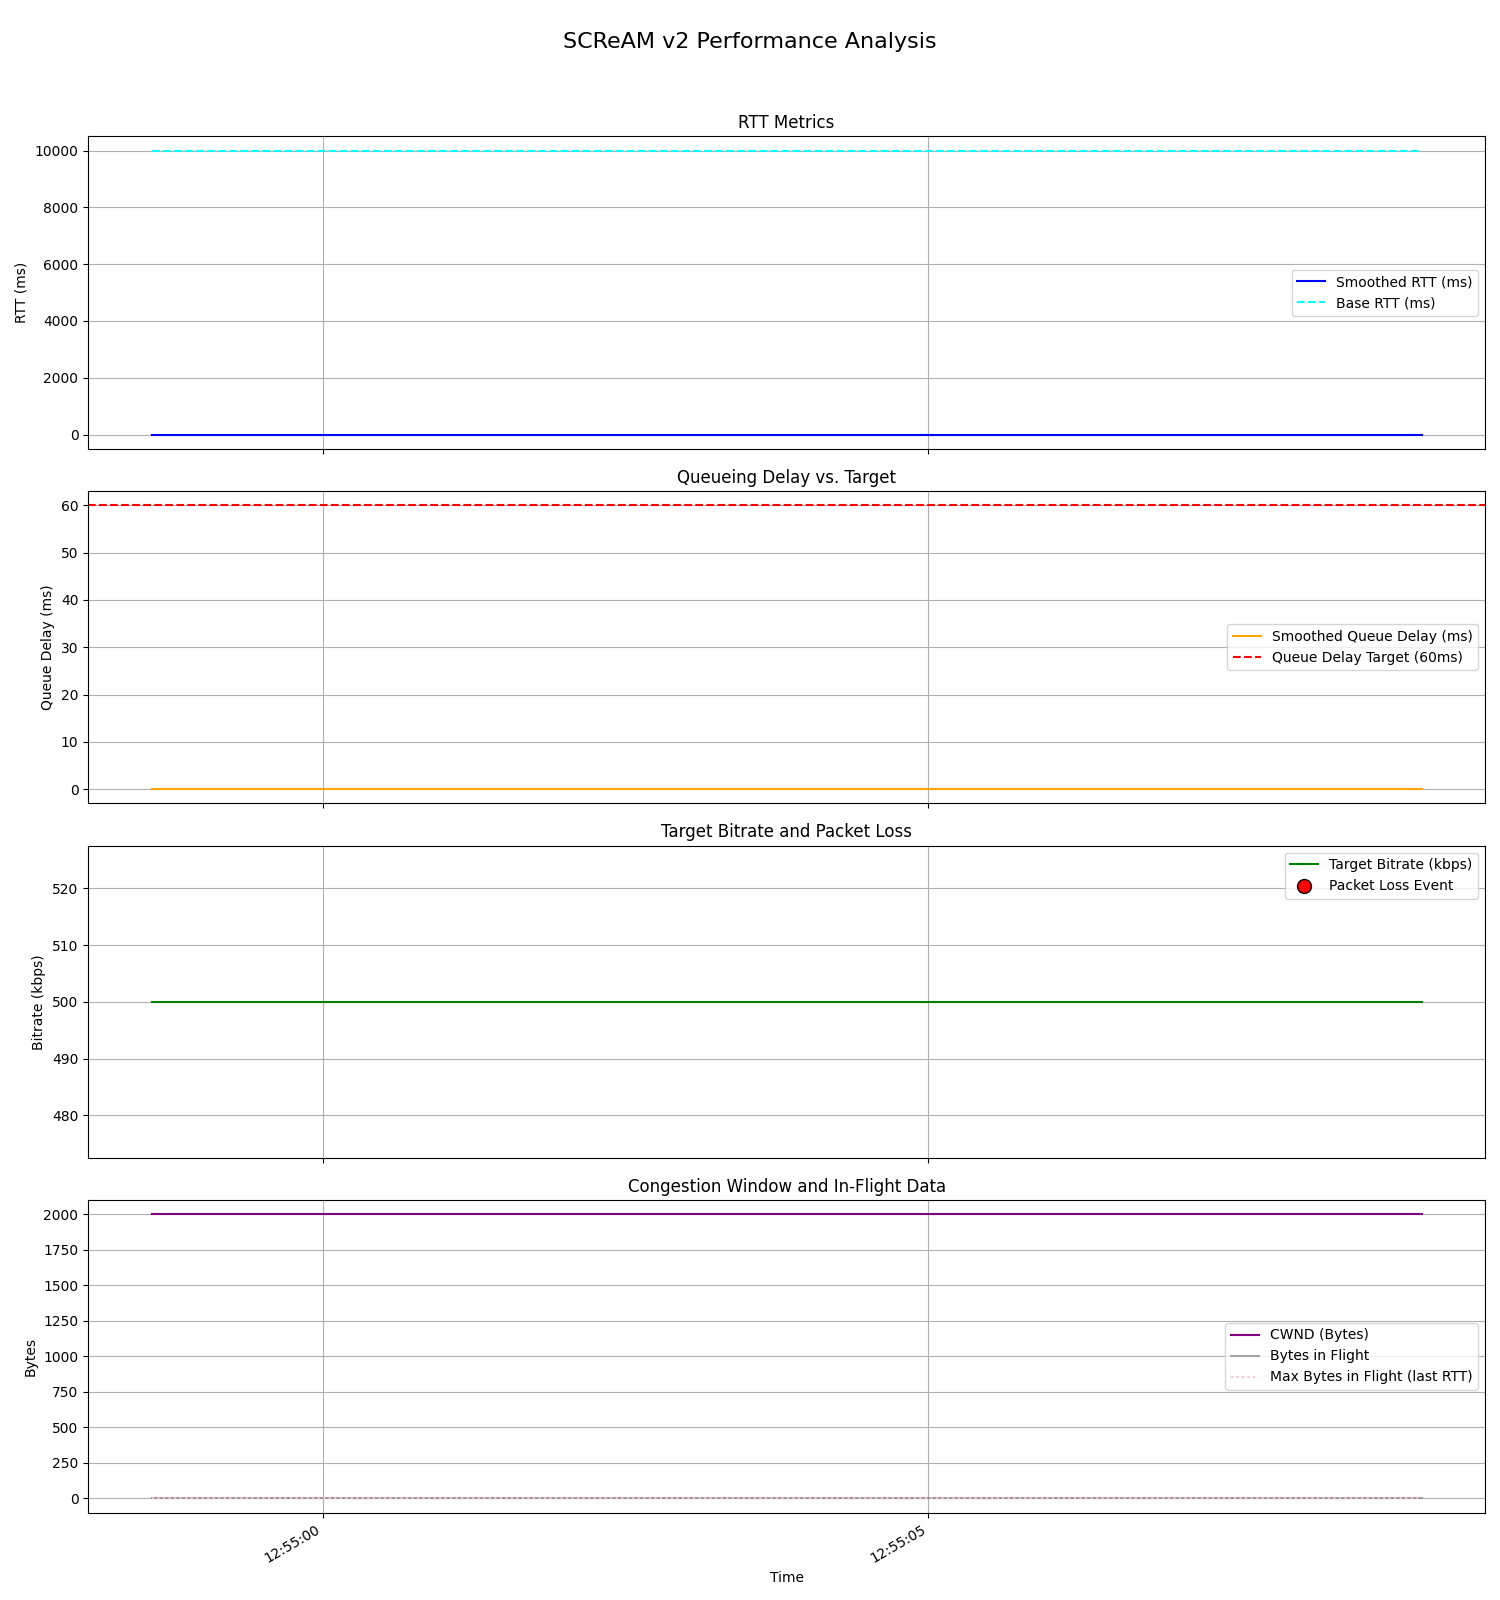 SCReAM v2 Performance Analysis
RTT Metrics
10000
8000
6000
4000
2000
0
RTT (ms)
Smoothed RTT (ms)
Base RTT (ms)
Queueing Delay vs. Target
60
50
40
30
20
10
0
Queue Delay (ms)
Smoothed Queue Delay (ms)
Queue Delay Target (60ms)
Target Bitrate and Packet Loss
520
510
500
490
480
Bitrate (kbps)
Target Bitrate (kbps)
Packet Loss Event
Congestion Window and In-Flight Data
2000
1750
1500
1250
1000
750
500
250
0
Bytes
CWND (Bytes)
Bytes in Flight
Max Bytes in Flight (last RTT)
12:55:00
12:55:05
Time